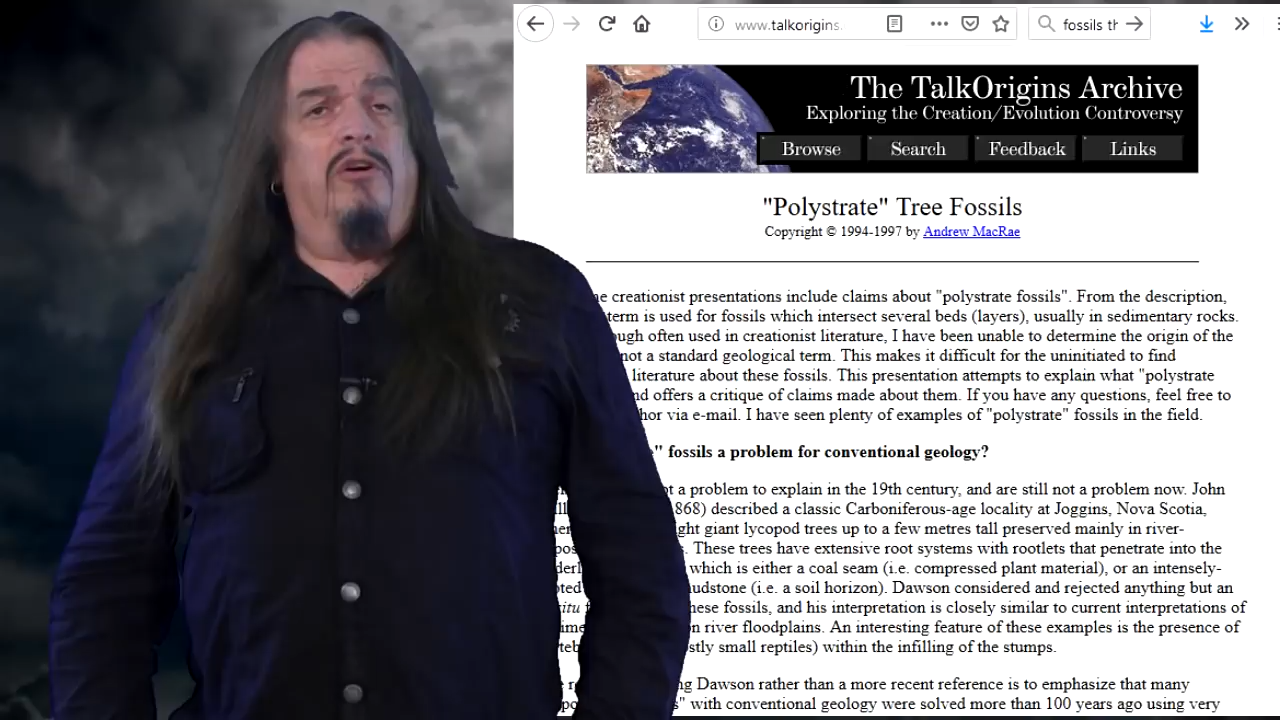 www.talkorigins.
fossils th
The TalkOrigins Archive
Exploring the Creation/Evolution Controversy
Browse Search Feedback Links
"Polystrate" Tree Fossils
Copyright © 1994-1997 by Andrew MacRae
creationist presentations include claims about "polystrate fossils". From the description,
term is used for fossils which intersect several beds (layers), usually in sedimentary rocks.
often used in creationist literature, I have been unable to determine the origin of the
not a standard geological term. This makes it difficult for the uninitiated to find
literature about these fossils. This presentation attempts to explain what "polystrate
and offers a critique of claims made about them. If you have any questions, feel free to
via e-mail. I have seen plenty of examples of "polystrate" fossils in the field.
" fossils a problem for conventional geology?
a problem to explain in the 19th century, and are still not a problem now. John
868) described a classic Carboniferous-age locality at Joggins, Nova Scotia,
giant lycopod trees up to a few metres tall preserved mainly in river-
These trees have extensive root systems with rootlets that penetrate into the
which is either a coal seam (i.e. compressed plant material), or an intensely-
(i.e. a soil horizon). Dawson considered and rejected anything but an
situ these fossils, and his interpretation is closely similar to current interpretations of
on river floodplains. An interesting feature of these examples is the presence of
small reptiles) within the infilling of the stumps.
Dawson rather than a more recent reference is to emphasize that many
" with conventional geology were solved more than 100 years ago using very